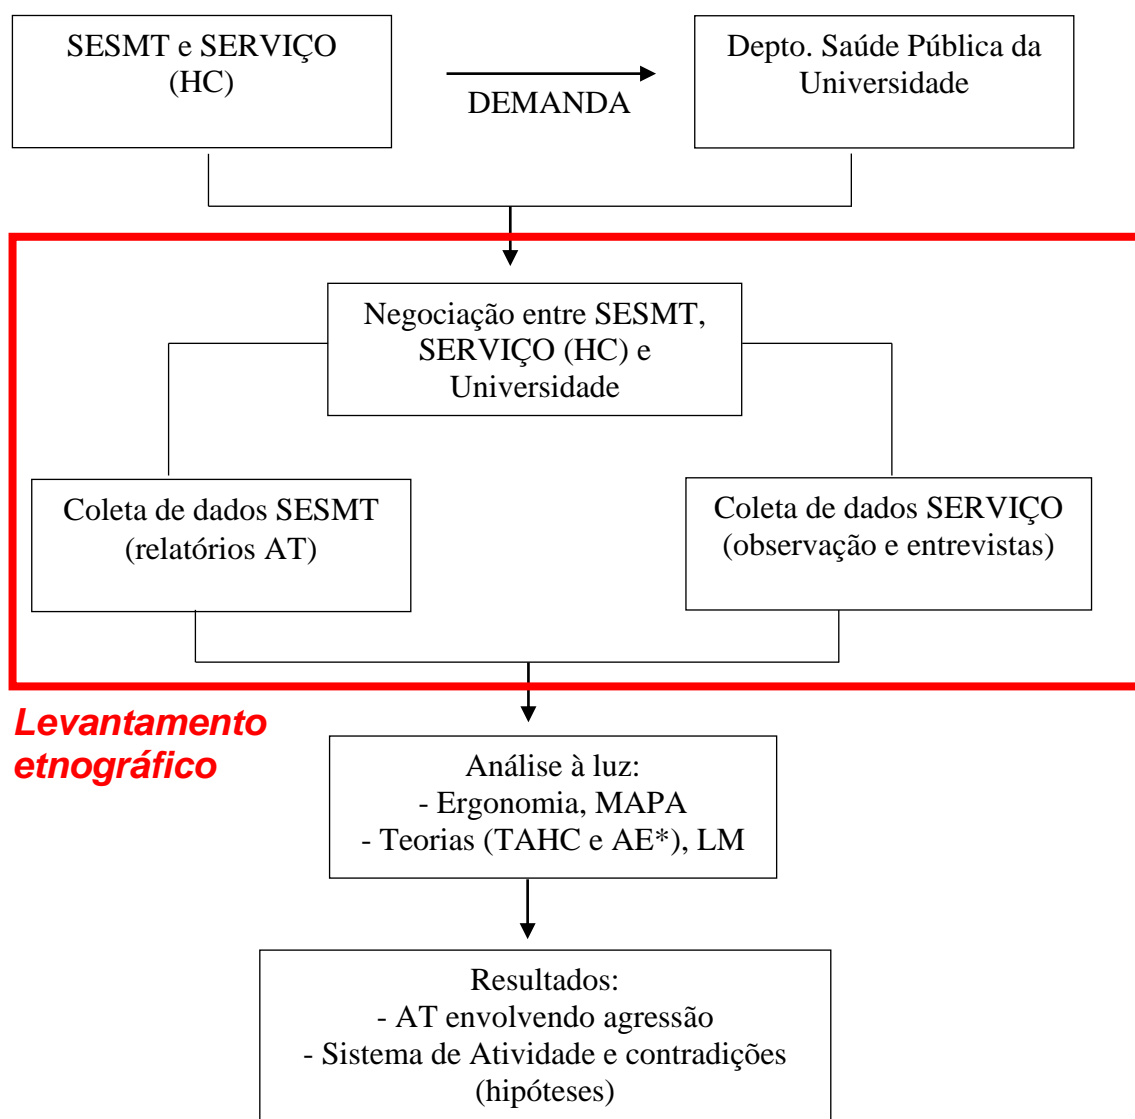 SESMT e SERVIÇO
(HC)
DEMANDA
Depto. Saúde Pública da
Universidade
Negociação entre SESMT,
SERVIÇO (HC) e
Universidade
Coleta de dados SESMT
(relatórios AT)
Coleta de dados SERVIÇO
(observação e entrevistas)
Levantamento
etnográfico
Análise à luz:
- Ergonomia, MAPA
- Teorias (TAHC e AE*), LM
Resultados:
- AT envolvendo agressão
- Sistema de Atividade e contradições
(hipóteses)